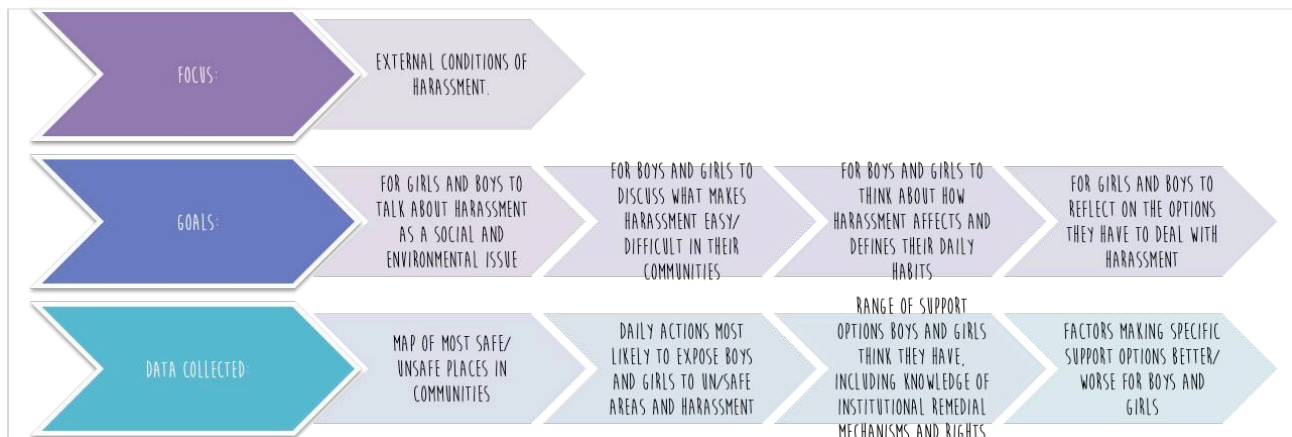 FOCUS:
EXTERNAL CONDITIONS OF
HARASSMENT.
GOALS:
FOR GIRLS AND BOYS TO
TALK ABOUT HARASSMENT
AS A SOCIAL AND
ENVIRONMENTAL ISSUE
FOR BOYS AND GIRLS TO
DISCUSS WHAT MAKES
HARASSMENT EASY/
DIFFICULT IN THEIR
COMMUNITIES
FOR BOYS AND GIRLS TO
THINK ABOUT HOW
HARASSMENT AFFECTS AND
DEFINES THEIR DAILY
HABITS
FOR GIRLS AND BOYS TO
REFLECT ON THE OPTIONS
THEY HAVE TO DEAL WITH
HARASSMENT
DATA COLLECTED:
MAP OF MOST SAFE/
UNSAFE PLACES IN
COMMUNITIES
DAILY ACTIONS MOST
LIKELY TO EXPOSE BOYS
AND GIRLS TO UN/SAFE
AREAS AND HARASSMENT
RANGE OF SUPPORT
OPTIONS BOYS AND GIRLS
THINK THEY HAVE,
INCLUDING KNOWLEDGE OF
INSTITUTIONAL REMEDIAL
MECHANISMS AND RIGHTS
FACTORS MAKING SPECIFIC
SUPPORT OPTIONS BETTER/
WORSE FOR BOYS AND
GIRLS